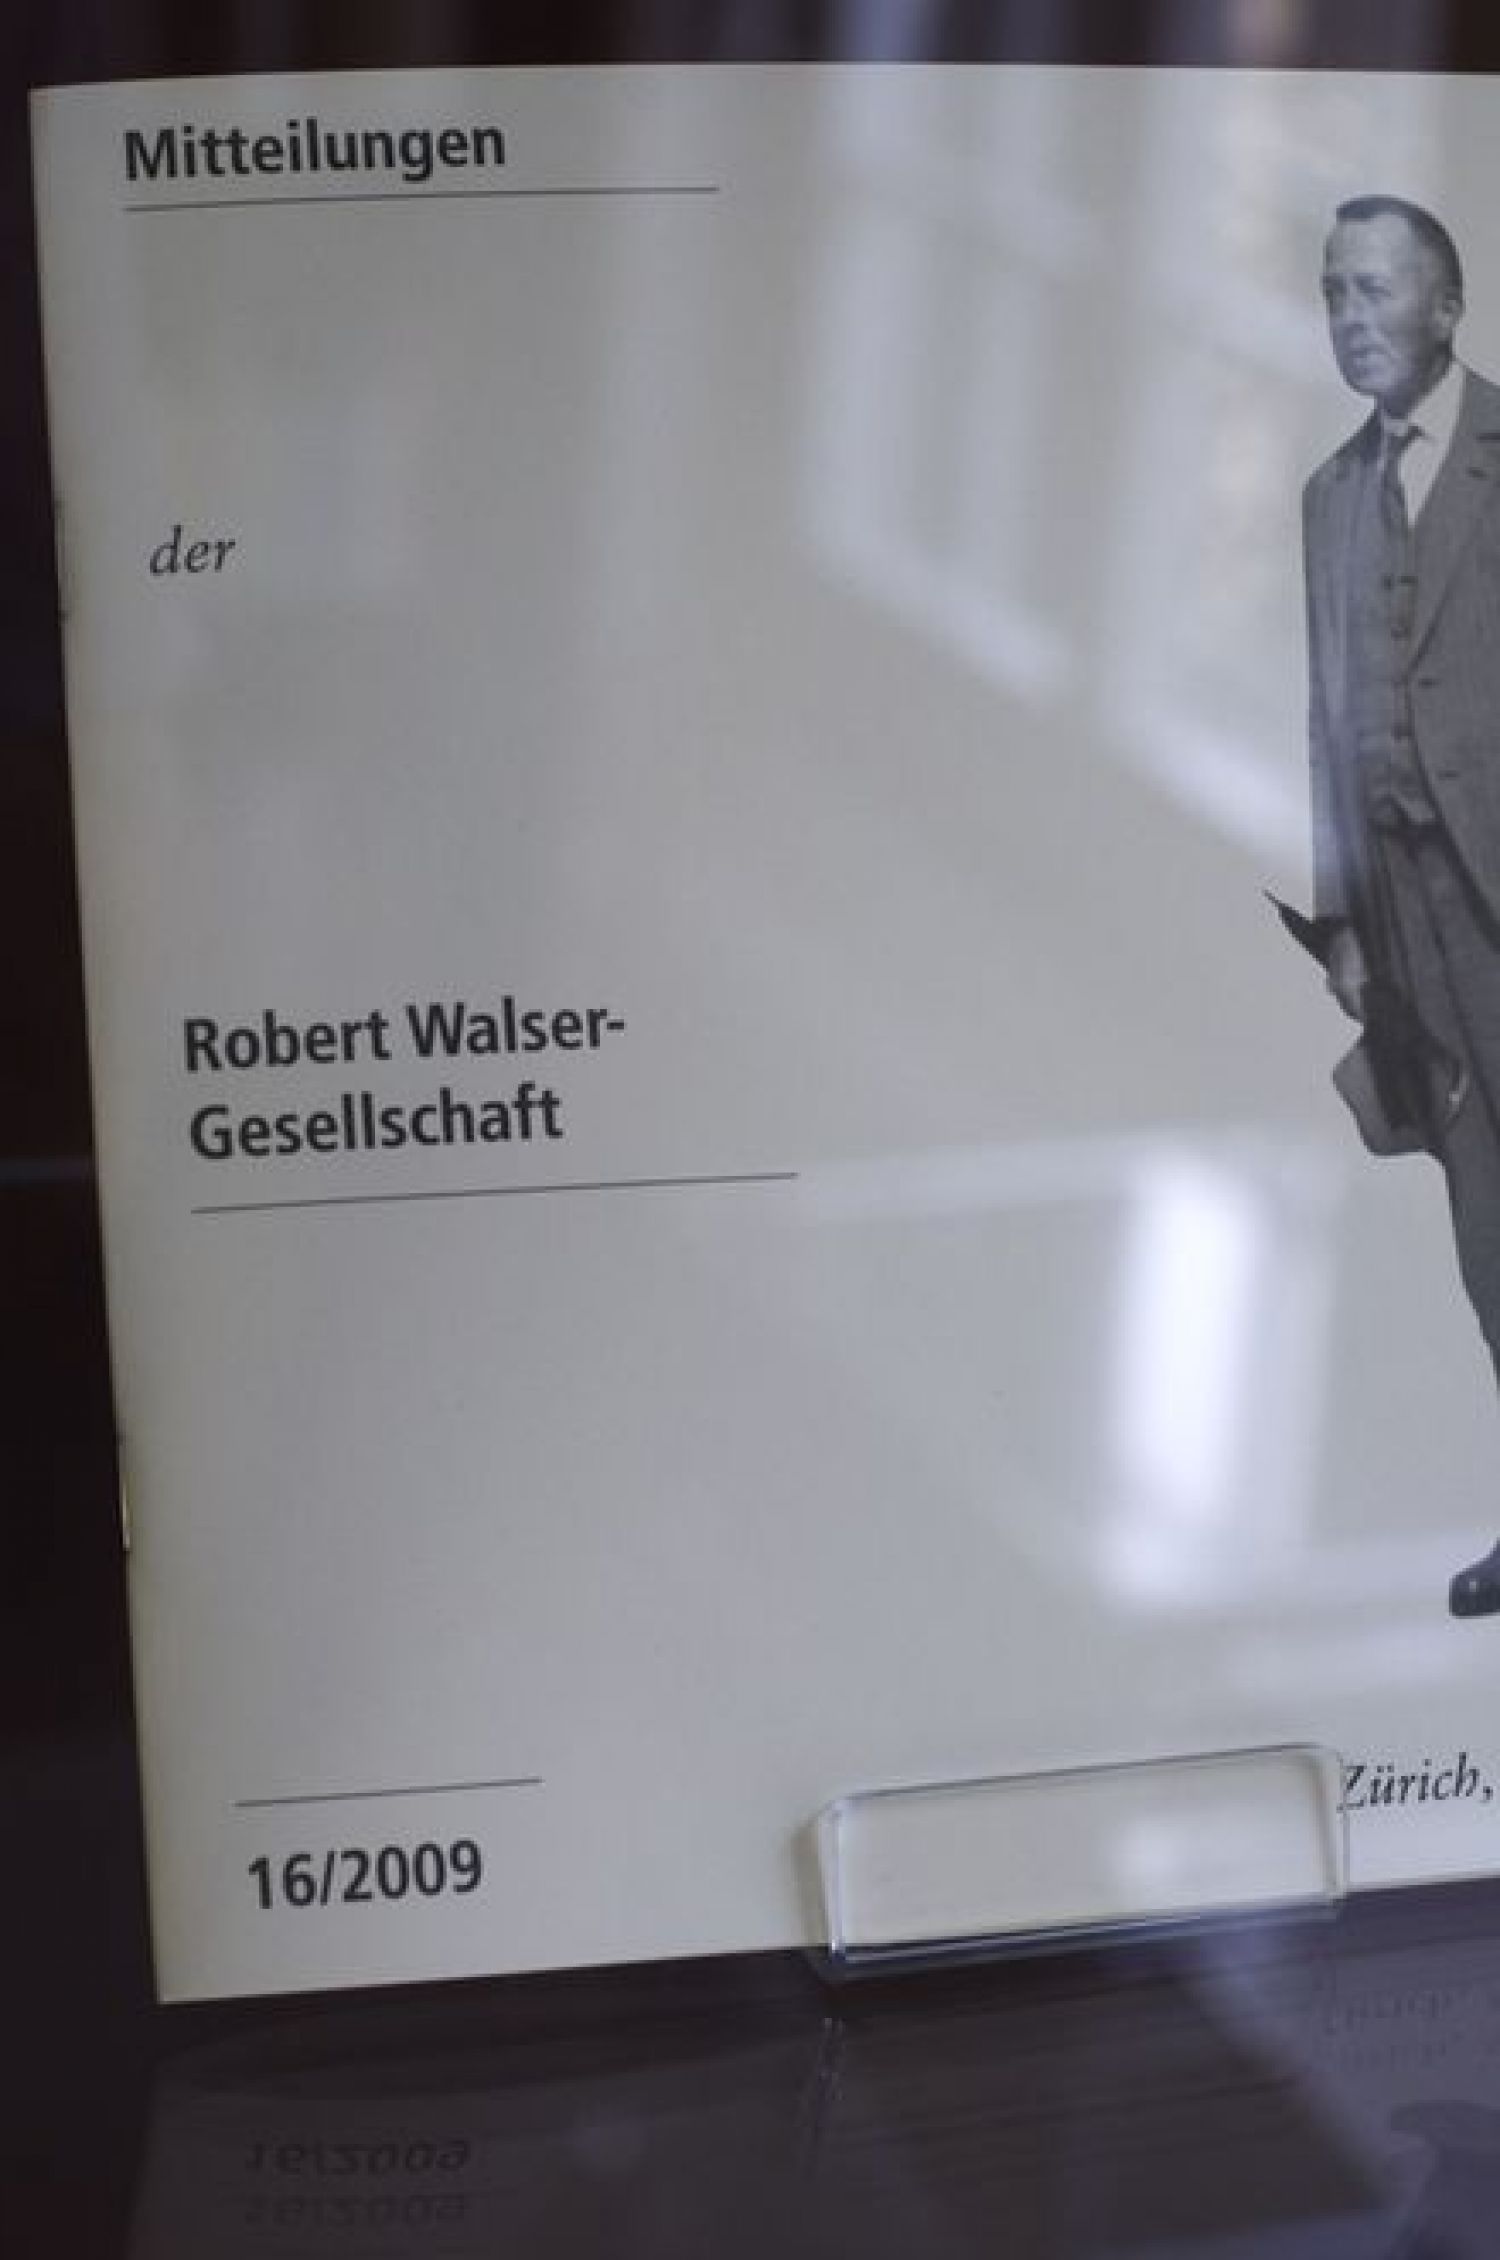 Mitteilungen
der
Robert Walser-
Gesellschaft
Zürich,
16/2009